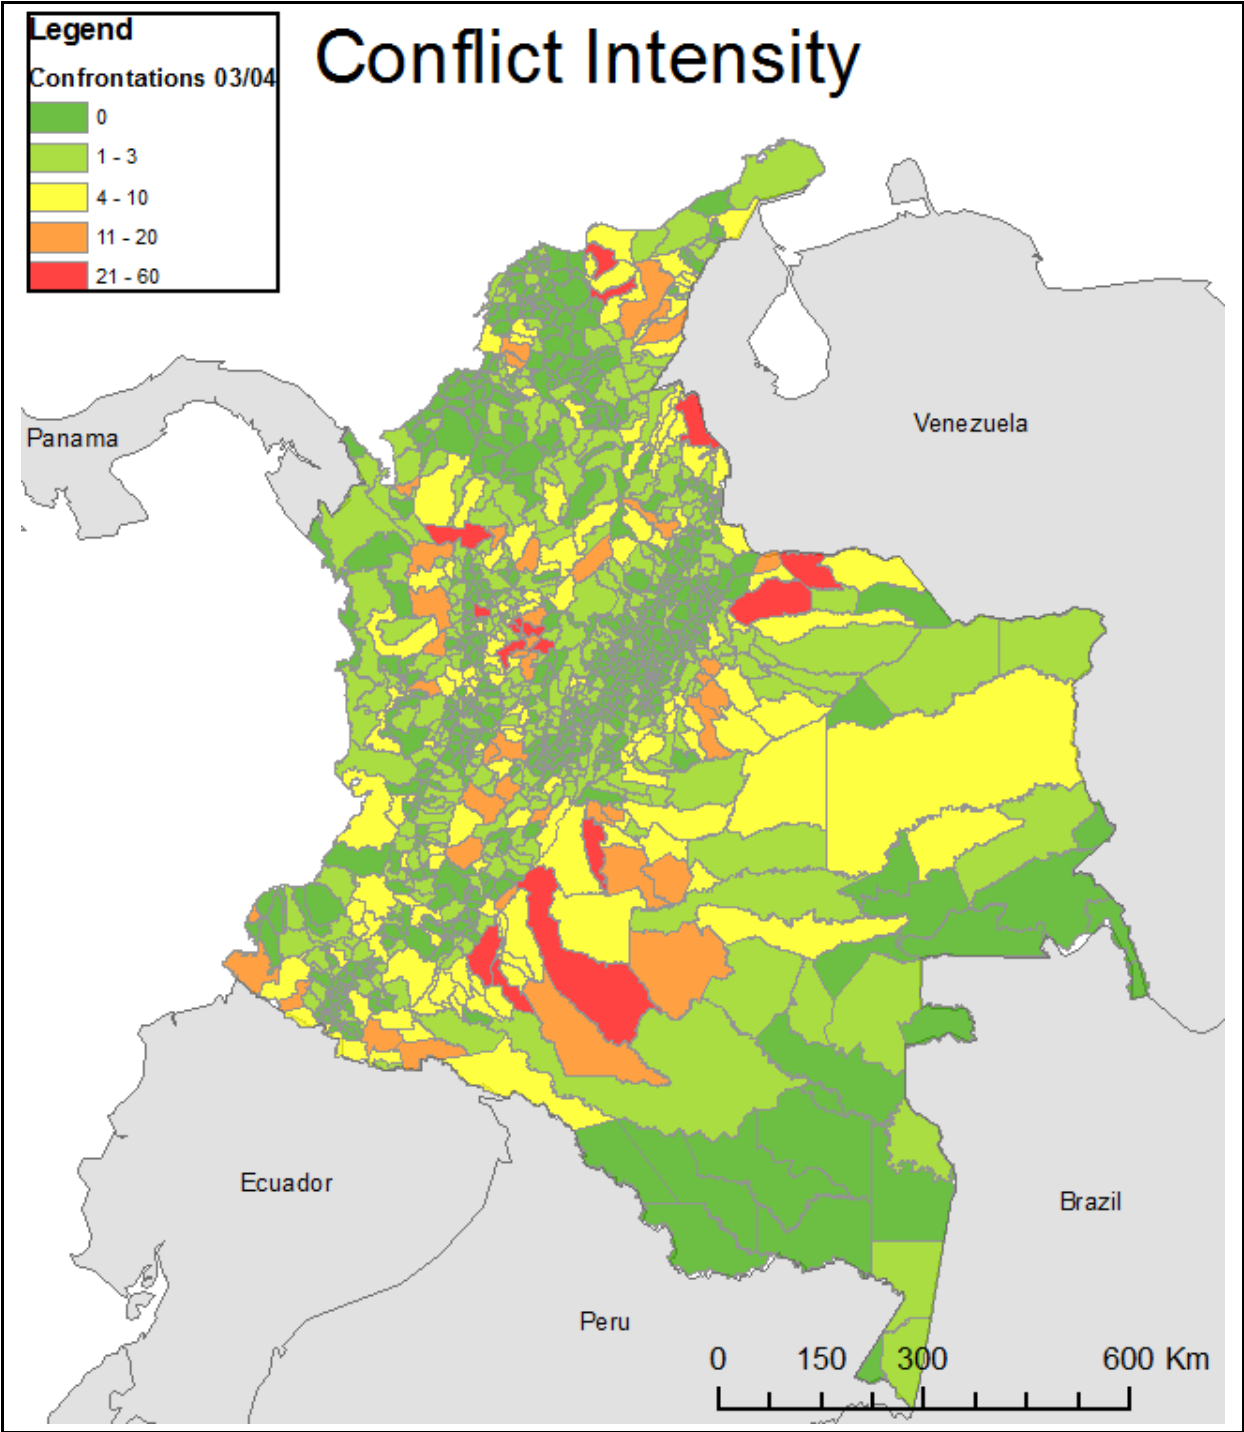 Legend
Conflict Intensity
Confrontations 03/04
0
1 - 3
4 - 10
11 - 20
21 - 60
Panama
Venezuela
Ecuador
Brazil
Peru
0 150 300 600 Km